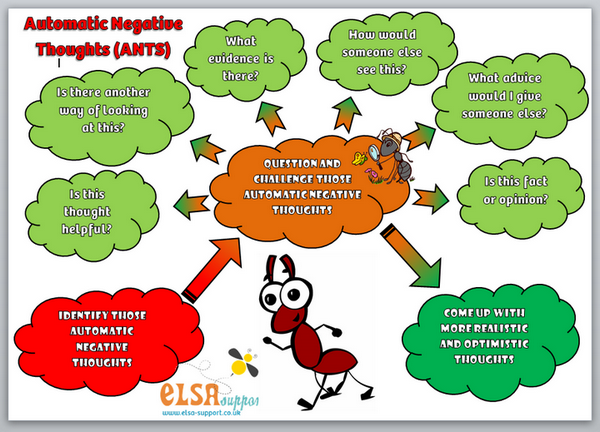 Automatic Negative
Thoughts (ANTS)
What
evidence is
there?
How would
someone else
see this?
Is there another
way of looking
at this?
What advice
would I give
someone else?
QUESTION AND
CHALLENGE THOSE
AUTOMATIC NEGATIVE
THOUGHTS
Is this
thought
helpful?
Is this fact
or opinion?
IDENTIFY THOSE
AUTOMATIC
NEGATIVE
THOUGHTS
COME UP WITH
MORE REALISTIC
AND OPTIMISTIC
THOUGHTS
ELSA support
www.elsa-support.co.uk